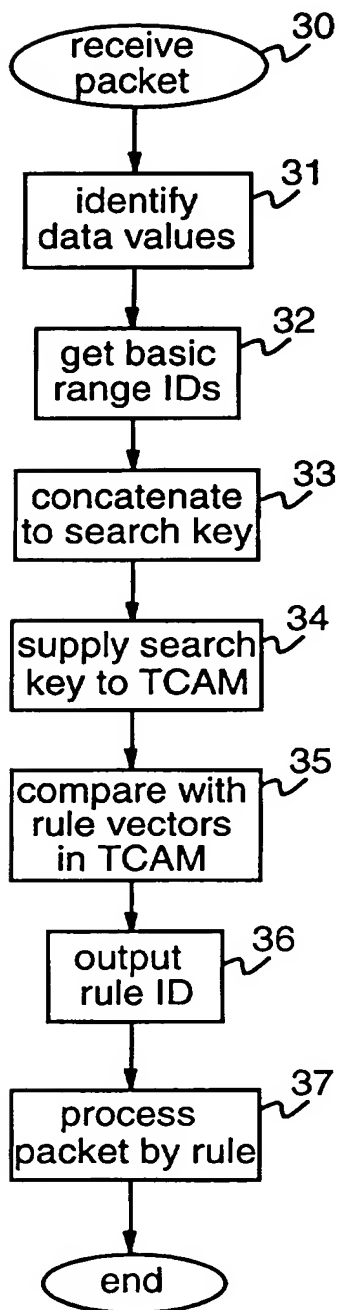 30
receive
packet
31
identify
data values
32
get basic
range IDs
33
concatenate
to search key
34
supply search
key to TCAM
35
compare with
rule vectors
in TCAM
36
output
rule ID
37
process
packet by rule
end